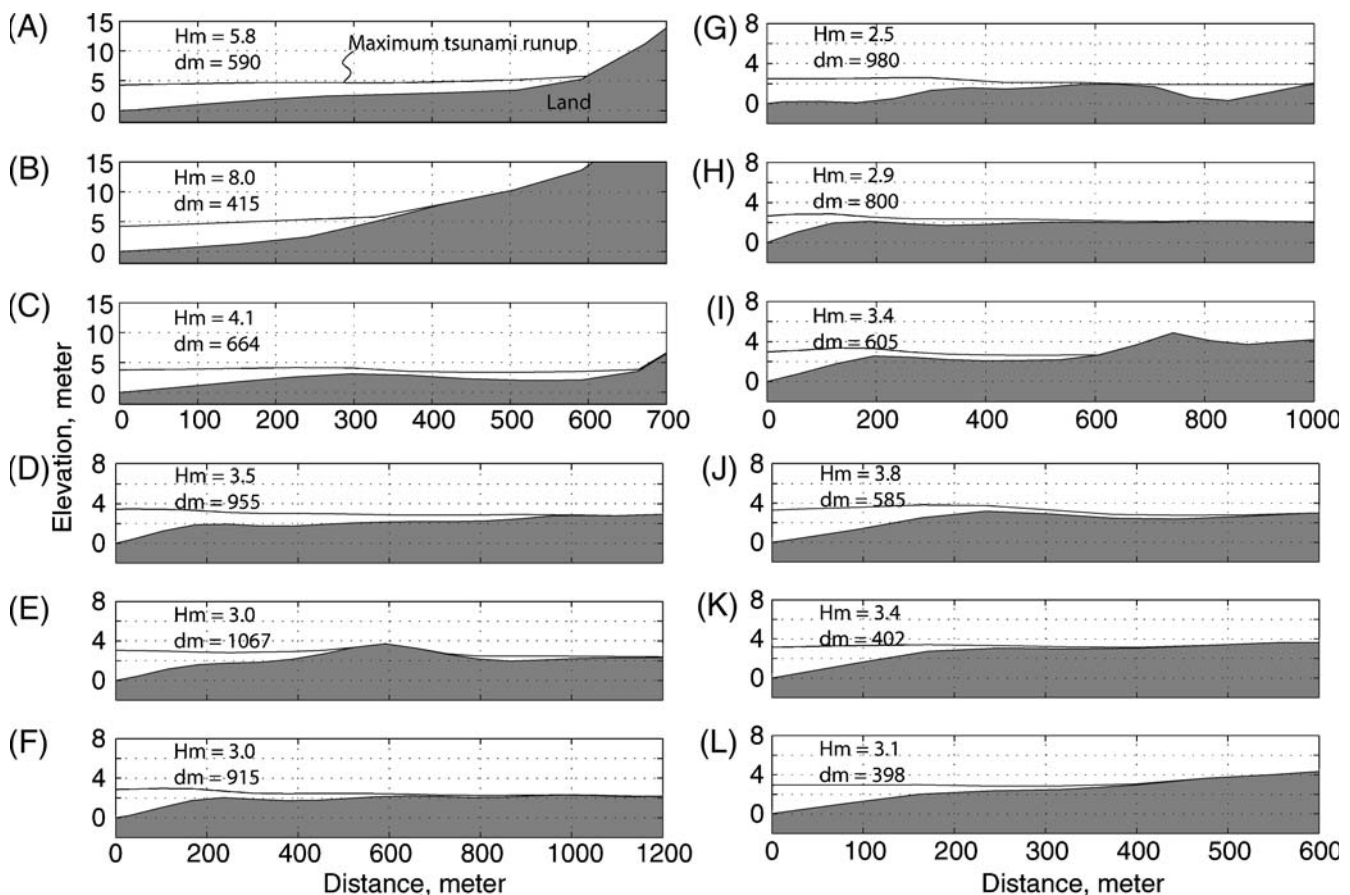 (A)
15
10
5
0
Hm = 5.8
dm = 590
Maximum tsunami runup
Land
(B)
15
10
5
0
Hm = 8.0
dm = 415
(C)
15
10
5
0
Hm = 4.1
dm = 664
0 100 200 300 400 500 600 700
(D)
8
4
0
Hm = 3.5
dm = 955
(E)
8
4
0
Hm = 3.0
dm = 1067
(F)
8
4
0
Hm = 3.0
dm = 915
0 200 400 600 800 1000 1200
Distance, meter
Elevation, meter
(G)
8
4
0
Hm = 2.5
dm = 980
(H)
8
4
0
Hm = 2.9
dm = 800
(I)
8
4
0
Hm = 3.4
dm = 605
0 200 400 600 800 1000
(J)
8
4
0
Hm = 3.8
dm = 585
(K)
8
4
0
Hm = 3.4
dm = 402
(L)
8
4
0
Hm = 3.1
dm = 398
0 100 200 300 400 500 600
Distance, meter